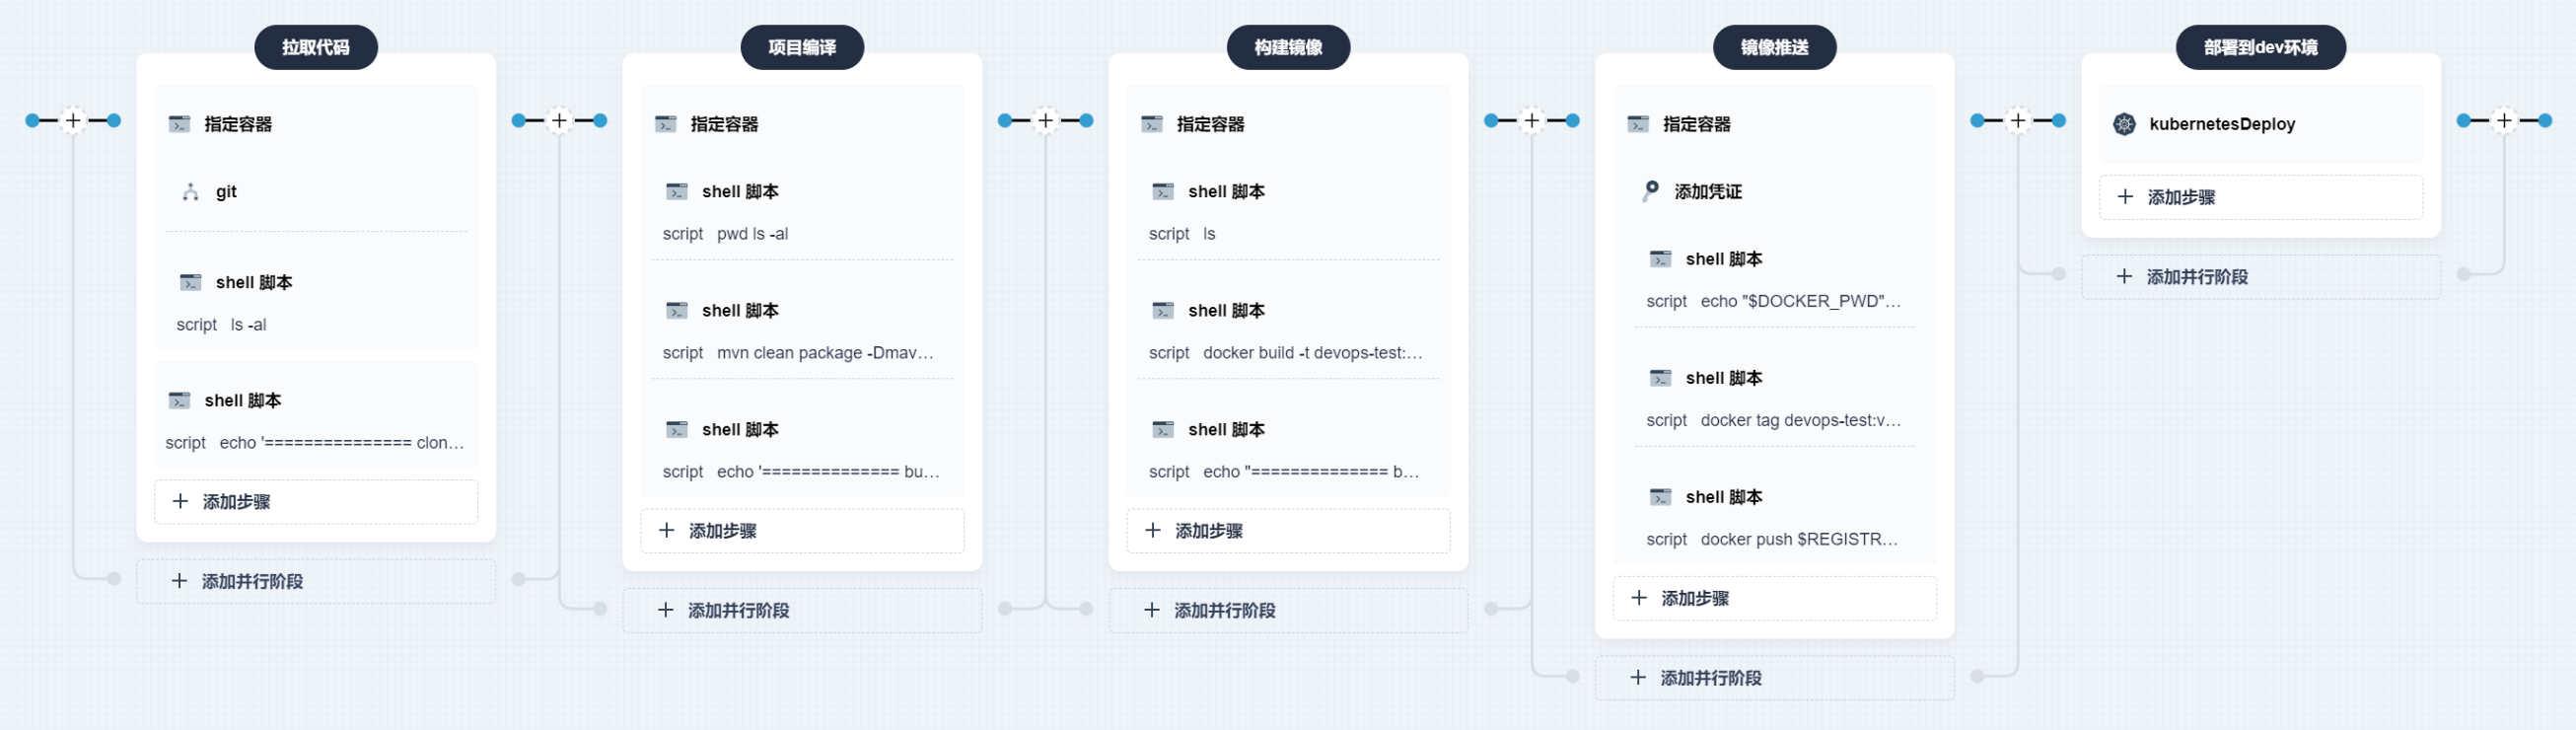 拉取代码
指定容器
git
shell 脚本
script ls -al
shell 脚本
script echo '=============== clon...
添加步骤
添加并行阶段
项目编译
指定容器
shell 脚本
script pwd ls -al
shell 脚本
script mvn clean package -Dmav...
shell 脚本
script echo '============== bu...
添加步骤
添加并行阶段
构建镜像
指定容器
shell 脚本
script ls
shell 脚本
script docker build -t devops-test:...
shell 脚本
script echo "============== b...
添加步骤
添加并行阶段
镜像推送
指定容器
添加凭证
shell 脚本
script echo "$DOCKER_PWD"...
shell 脚本
script docker tag devops-test:v...
shell 脚本
script docker push $REGISTR...
添加步骤
添加并行阶段
部署到dev环境
kubernetesDeploy
添加步骤
添加并行阶段